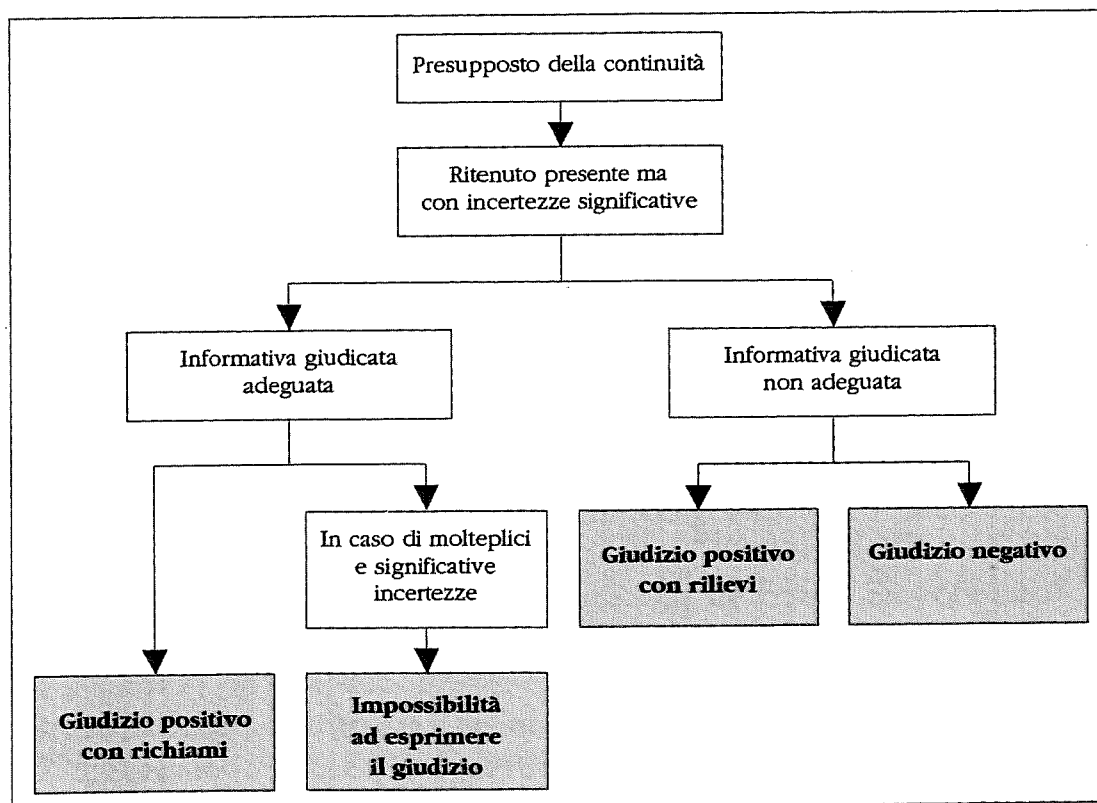 Presupposto della continuità
Ritenuto presente ma
con incertezze significative
Informativa giudicata
adeguata
Informativa giudicata
non adeguata
In caso di molteplici
e significative
incertezze
Giudizio positivo
con rilievi
Giudizio negativo
Giudizio positivo
con richiami
Impossibilità
ad esprimere
il giudizio